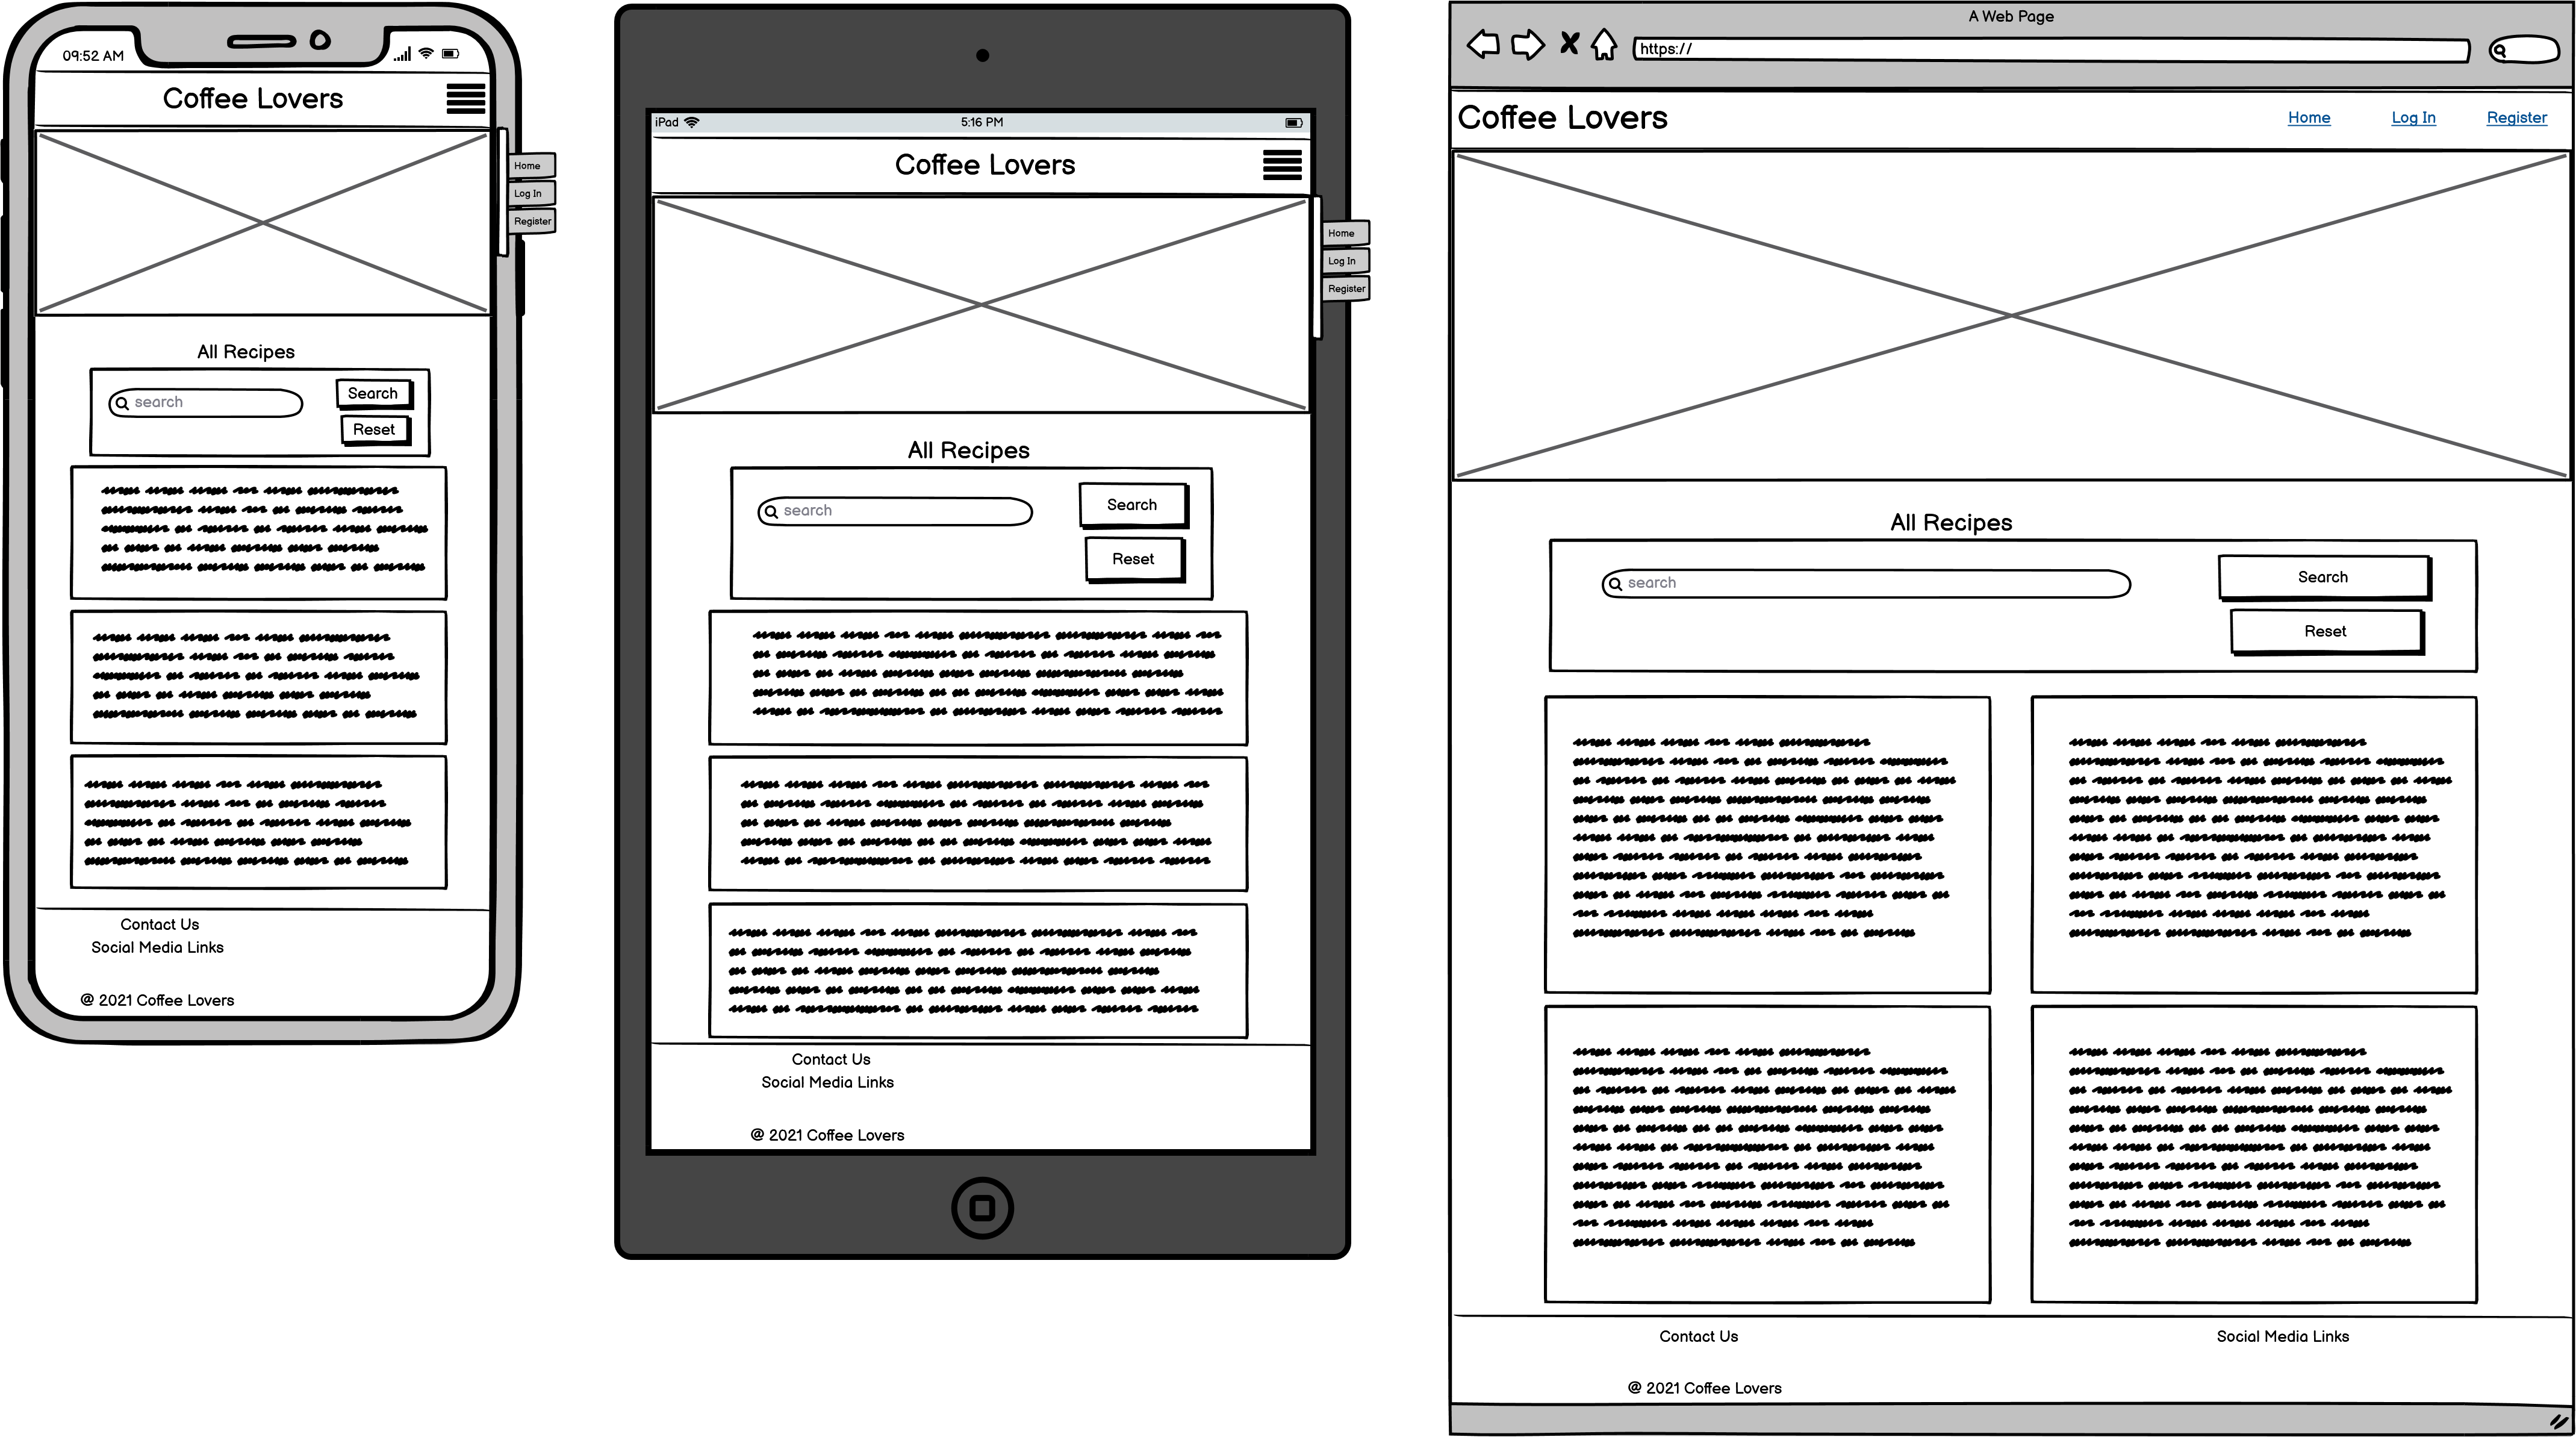 09:52 AM
Coffee Lovers
Home
Log In
Register
All Recipes
search
Search
Reset
Contact Us
Social Media Links
@ 2021 Coffee Lovers
iPad
5:16 PM
Coffee Lovers
Home
Log In
Register
All Recipes
search
Search
Reset
Contact Us
Social Media Links
@ 2021 Coffee Lovers
A Web Page
https://
Coffee Lovers
Home
Log In
Register
All Recipes
search
Search
Reset
Contact Us
Social Media Links
@ 2021 Coffee Lovers